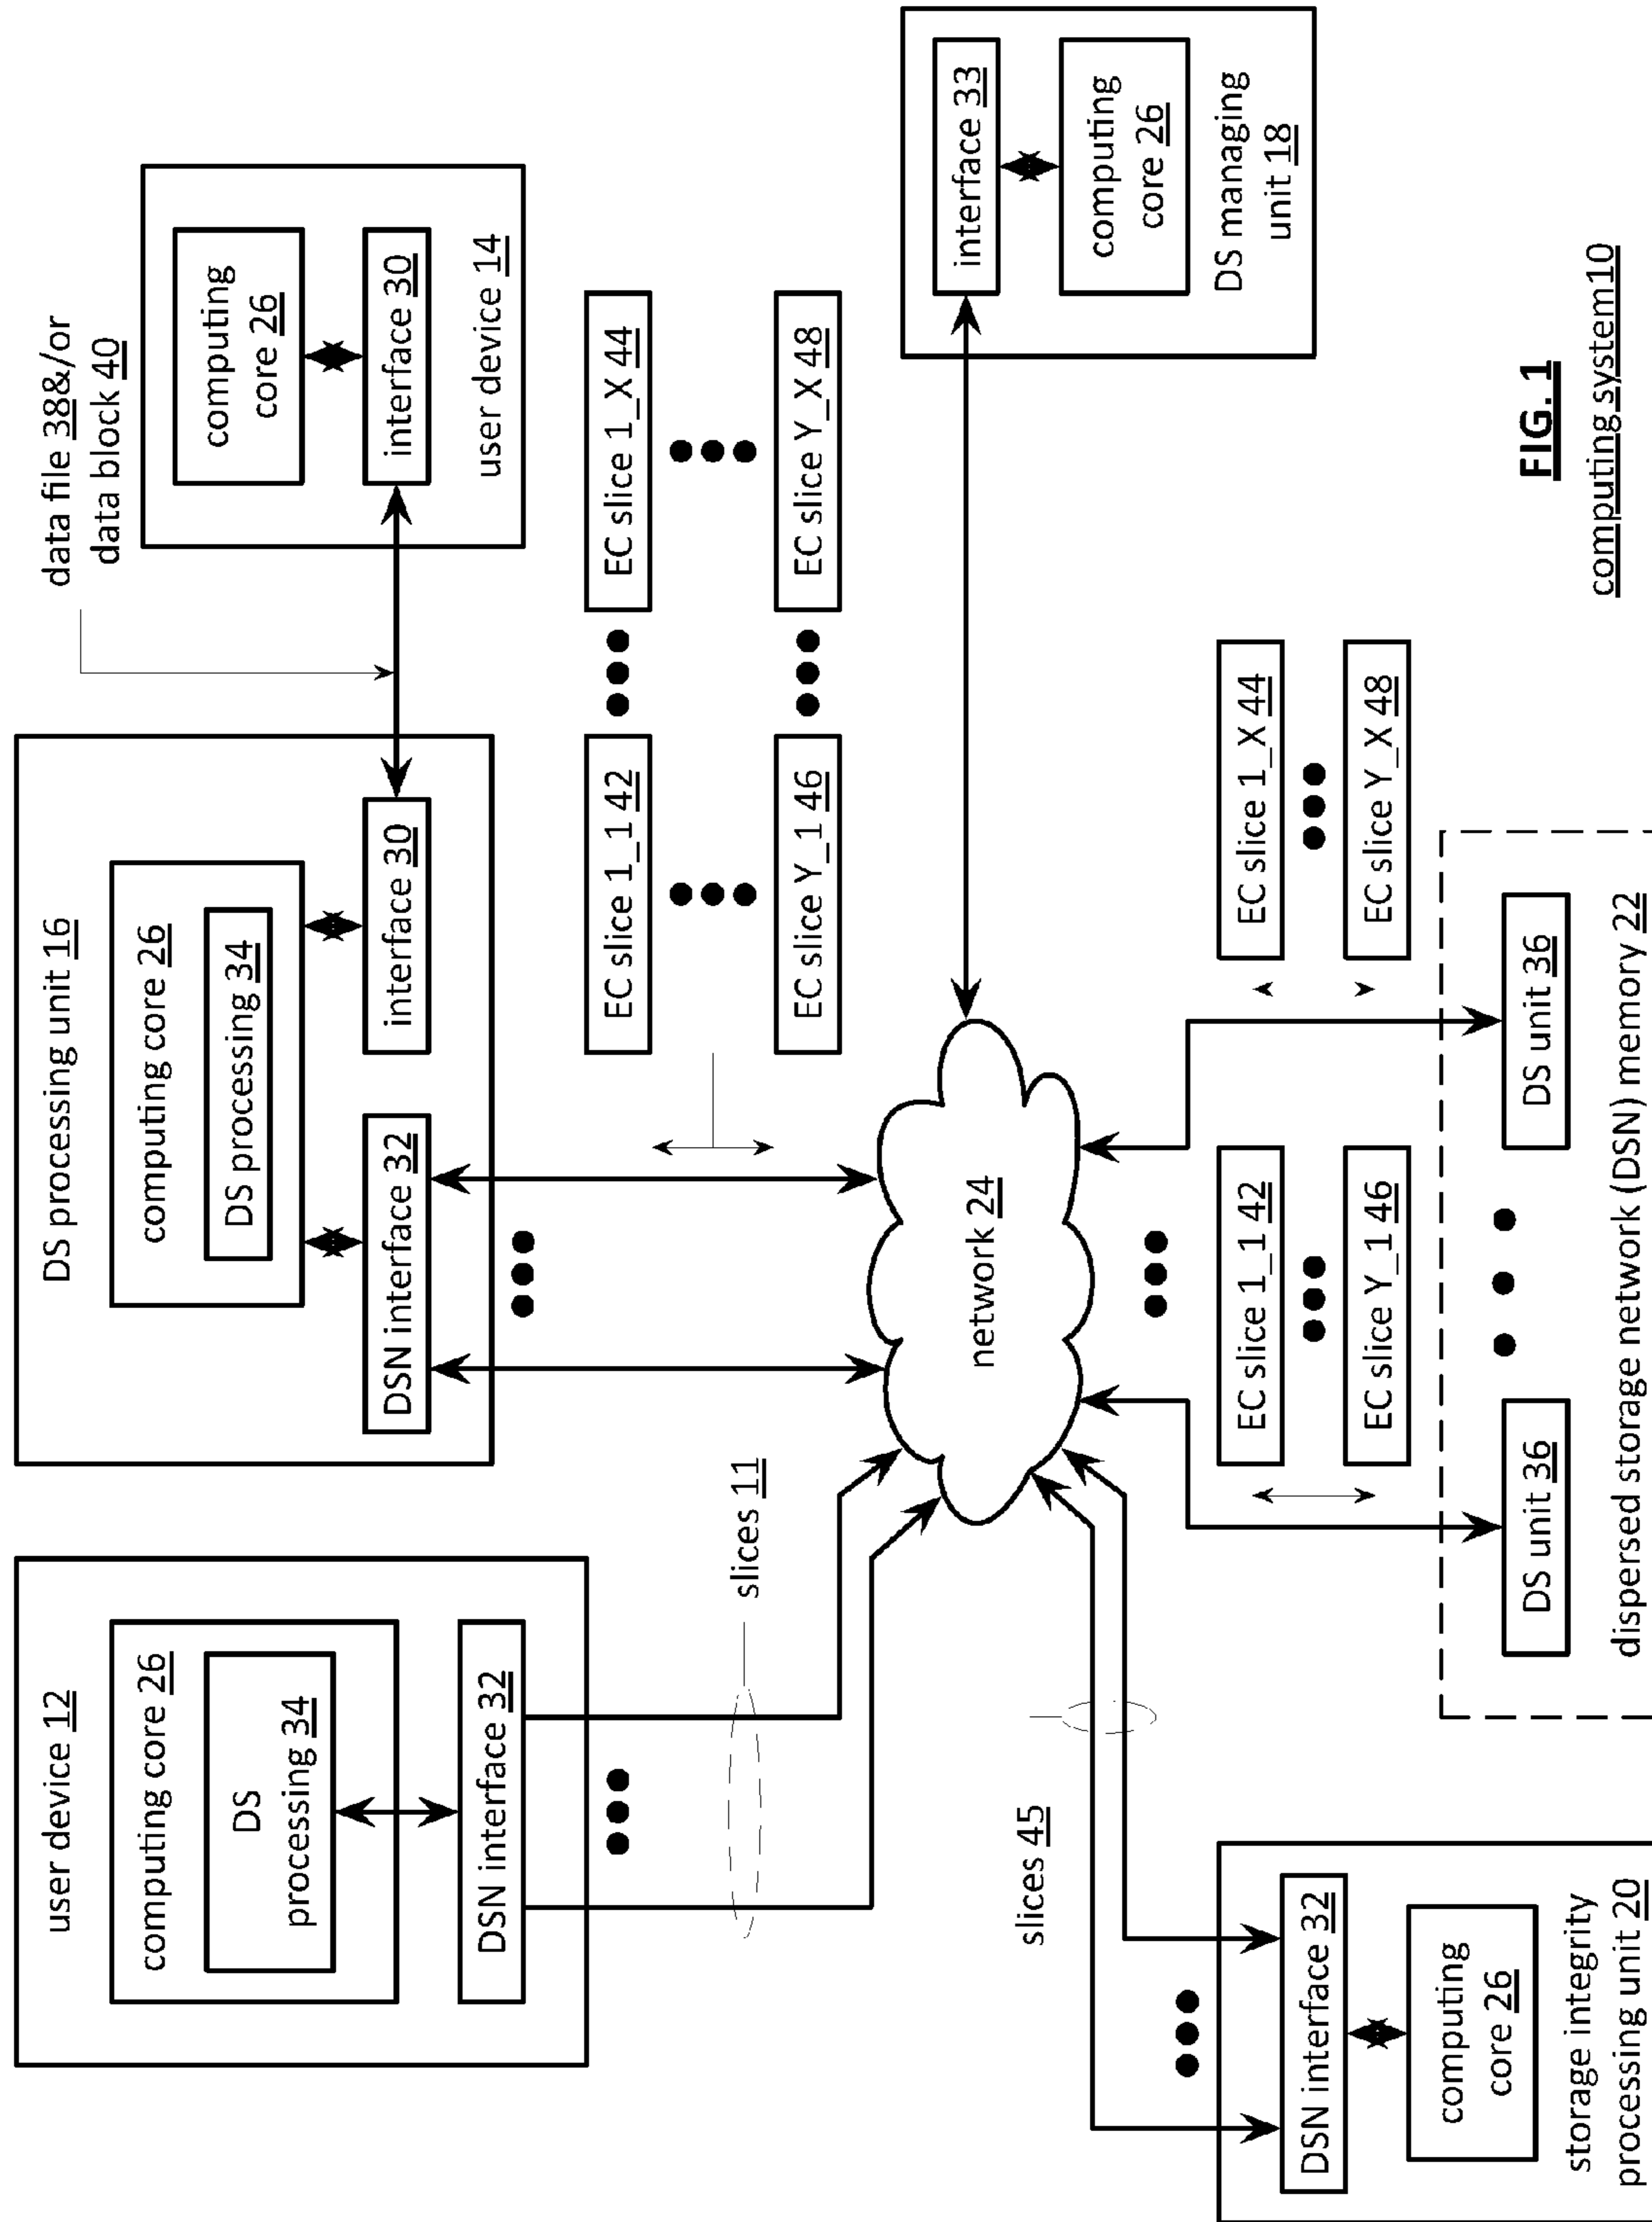 user device 12
computing core 26
DS
processing 34
DSN interface 32
slices 11
DS processing unit 16
computing core 26
DS processing 34
DSN interface 32
interface 30
data file 38&/or
data block 40
computing
core 26
interface 30
user device 14
EC slice 1_1 42
EC slice 1_X 44
EC slice Y_1 46
EC slice Y_X 48
network 24
interface 33
computing
core 26
DS managing
unit 18
slices 45
DSN interface 32
computing
core 26
storage integrity
processing unit 20
EC slice 1_1 42
EC slice Y_1 46
EC slice 1_X 44
EC slice Y_X 48
DS unit 36
DS unit 36
dispersed storage network (DSN) memory 22
FIG. 1
computing system10